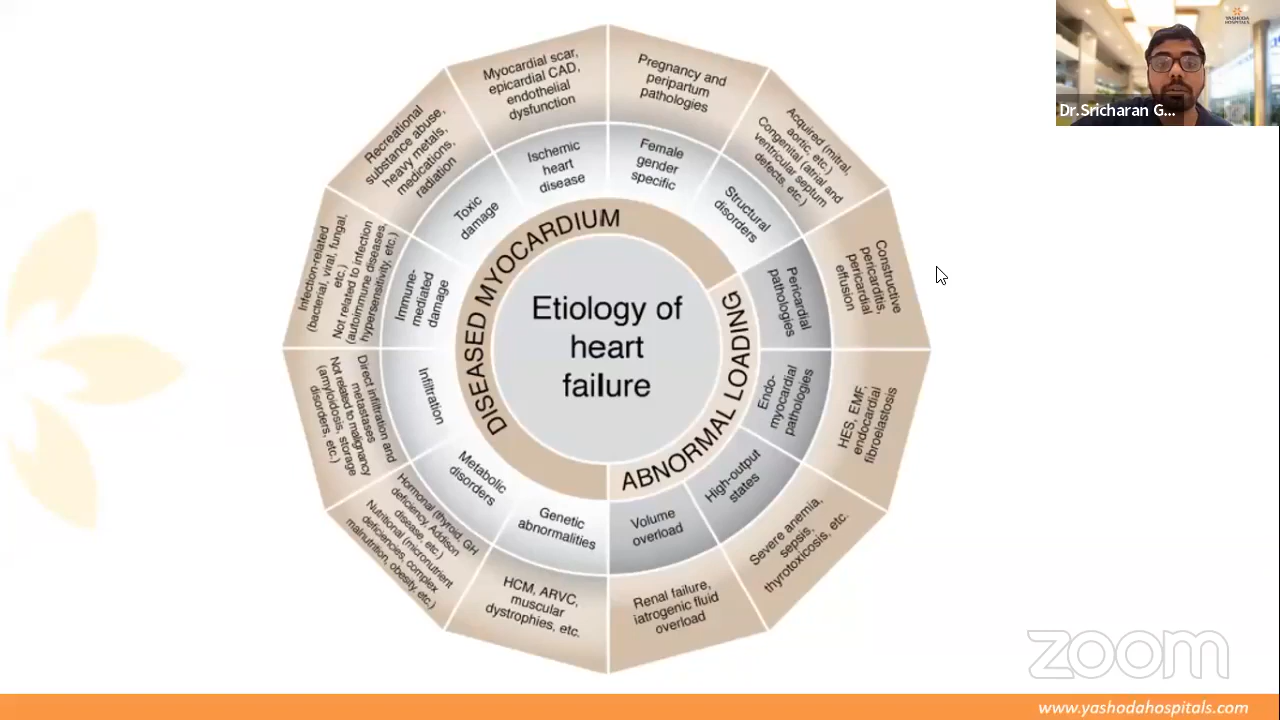 Etiology of
heart
failure
DISEASED MYOCARDIUM
ABNORMAL LOADING
Female
gender
specific
Pregnancy and
peripartum
pathologies
Structural
disorders
Acquired (mitral,
aortic, etc.)
Congenital (atrial and
ventricular septum
defects, etc.)
Pericardial
pathologies
Constructive
pericarditis,
pericardial
effusion
Endo-
myocardial
pathologies
HES, EMF,
endocardial
fibroelastosis
High-output
states
Severe anemia,
sepsis,
thyrotoxicosis, etc.
Volume
overload
Renal failure,
iatrogenic fluid
overload
Genetic
abnormalities
HCM, ARVC,
muscular
dystrophies, etc.
Metabolic
disorders
Hormonal (thyroid, GH
deficiency, Addison
disease, etc.)
Nutritional (micronutrient
deficiencies, complex
malnutrition, obesity, etc.)
Infiltration
Direct infiltration and
metastases
Not related to malignancy
(amyloidosis, storage
disorders, etc.)
Immune-
mediated
damage
Infection-related
(bacterial, viral, fungal,
etc.)
Not related to infection
(autoimmune diseases,
hypersensitivity, etc.)
Toxic
damage
Recreational
substance abuse,
heavy metals,
medications,
radiation
Ischemic
heart
disease
Myocardial scar,
epicardial CAD,
endothelial
dysfunction
YASHODA
HOSPITALS
Dr.Sricharan G...
zoom
www.yashodahospitals.com